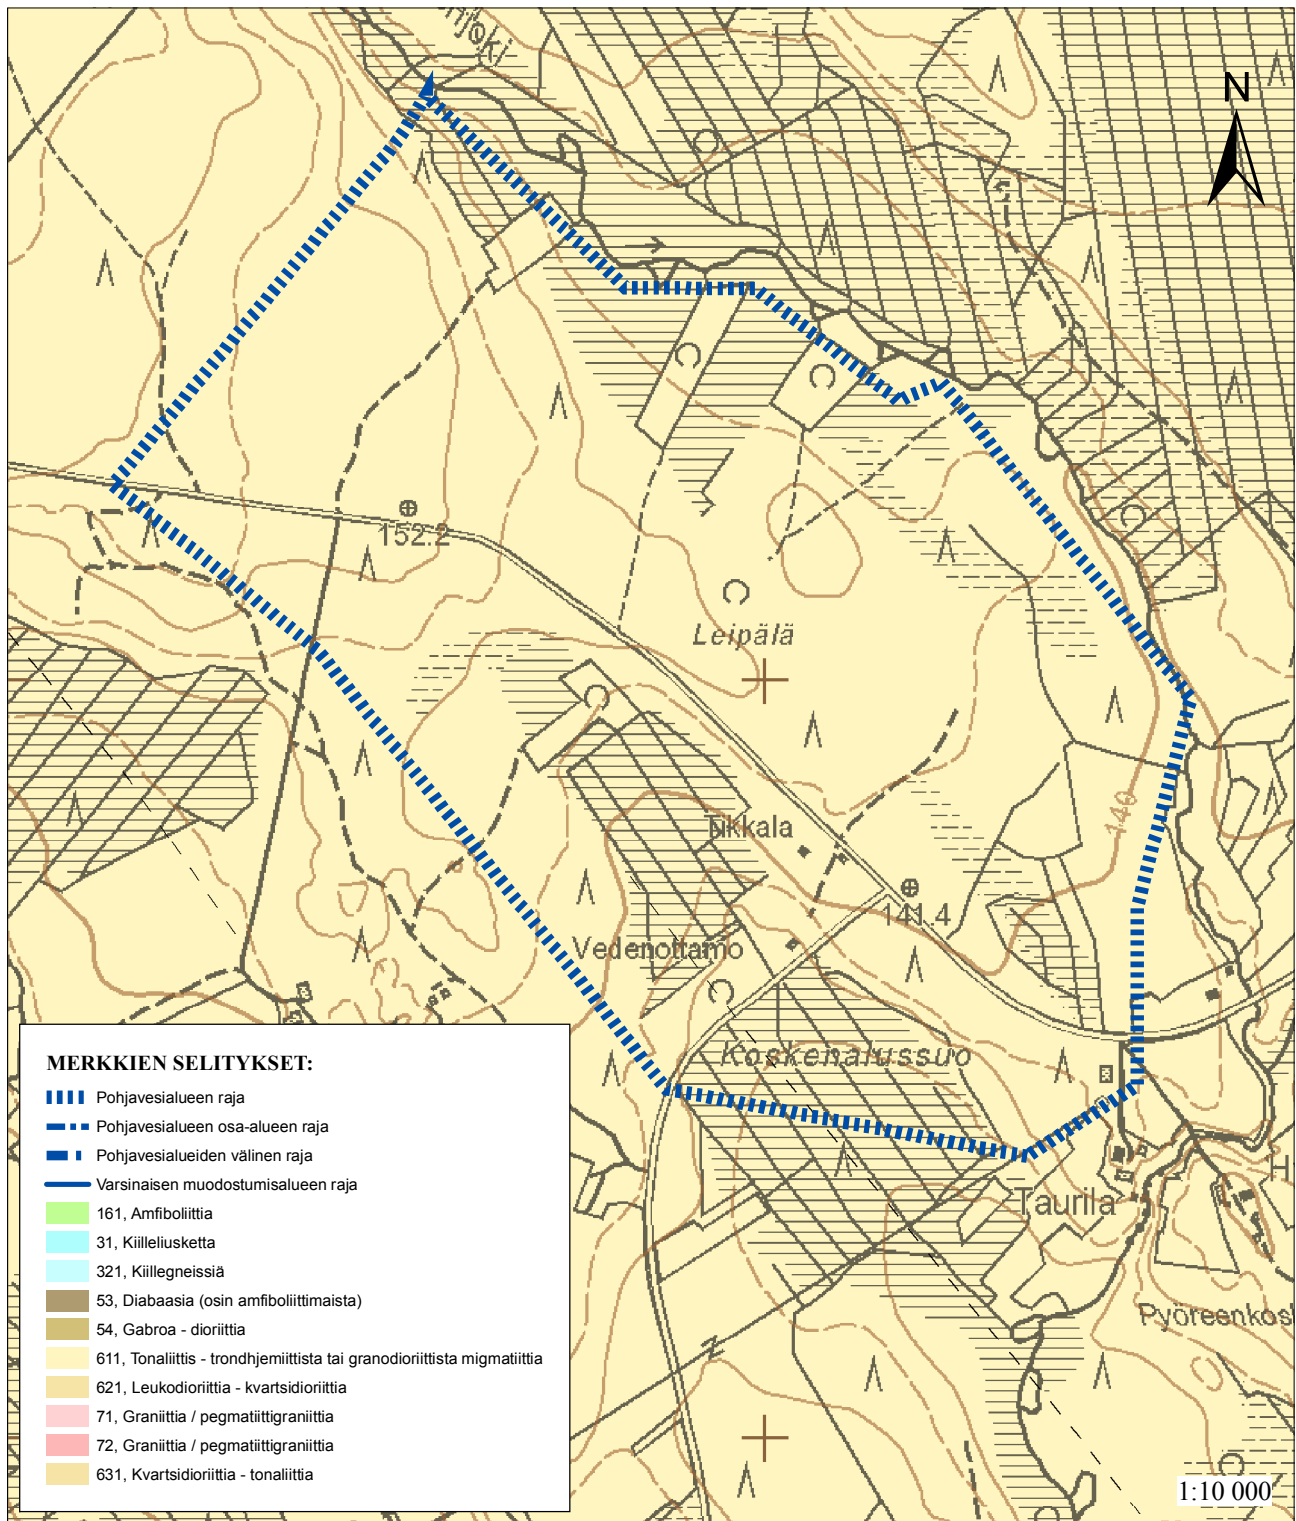 N
152.2
Leipälä
140
Tikkala
141.4
Vedenottamo
Koskenalussuo
Taurila
MERKKIEN SELITYKSET:
Pohjavesialueen raja
Pohjavesialueen osa-alueen raja
Pohjavesialueiden välinen raja
Varsinaisen muodostumisalueen raja
161, Amfiboliittia
31, Kiilleliusketta
321, Kiillegneissiä
53, Diabaasia (osin amfiboliittimaista)
54, Gabroa - dioriittia
611, Tonaliittis - trondhjemiittista tai granodioriittista migmatiittia
621, Leukodioriittia - kvartsidioriittia
71, Graniittia / pegmatiittigraniittia
72, Graniittia / pegmatiittigraniittia
631, Kvartsidioriittia - tonaliittia
H
Pyöreenkos
1:10 000